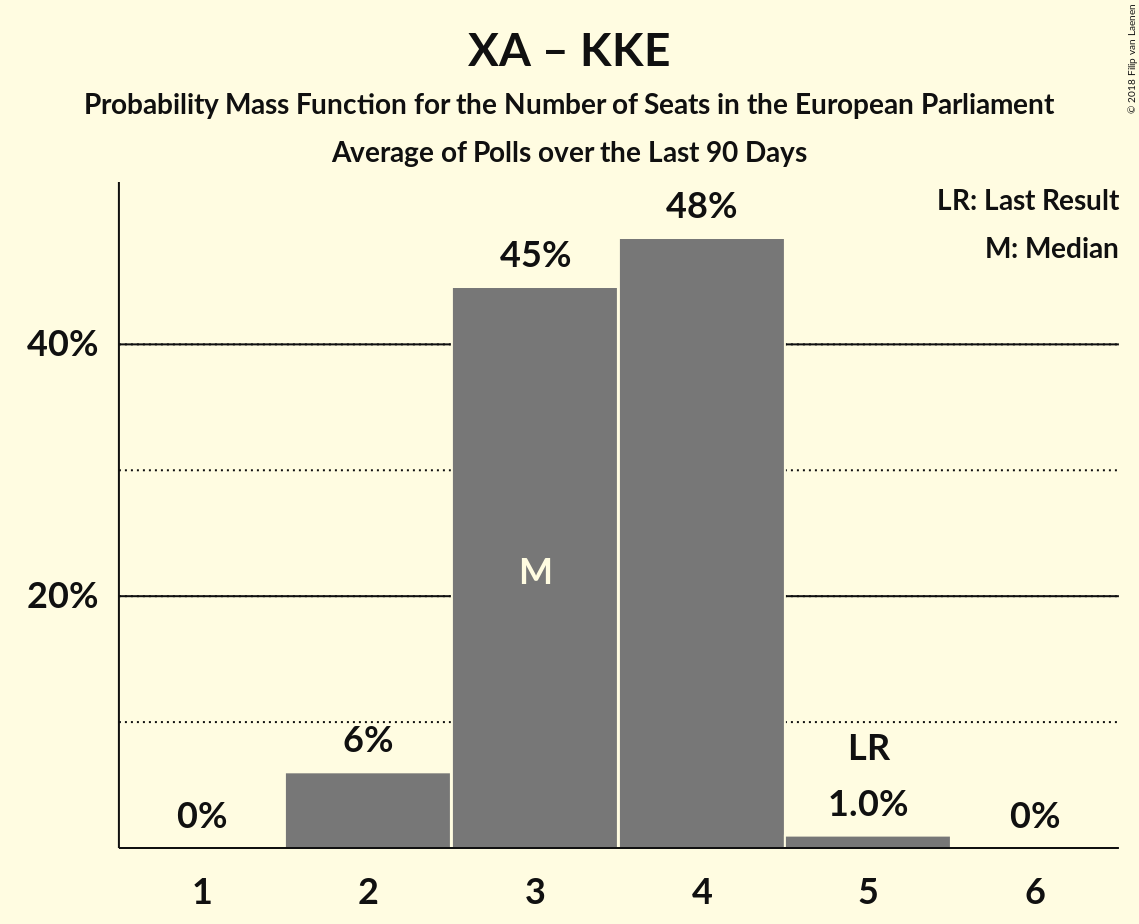 XA – KKE
Probability Mass Function for the Number of Seats in the European Parliament
Average of Polls over the Last 90 Days
© 2018 Filip van Laenen
LR: Last Result
M: Median
48%
45%
40%
M
20%
6%
LR
1.0%
0%
0%
1 2 3 4 5 6